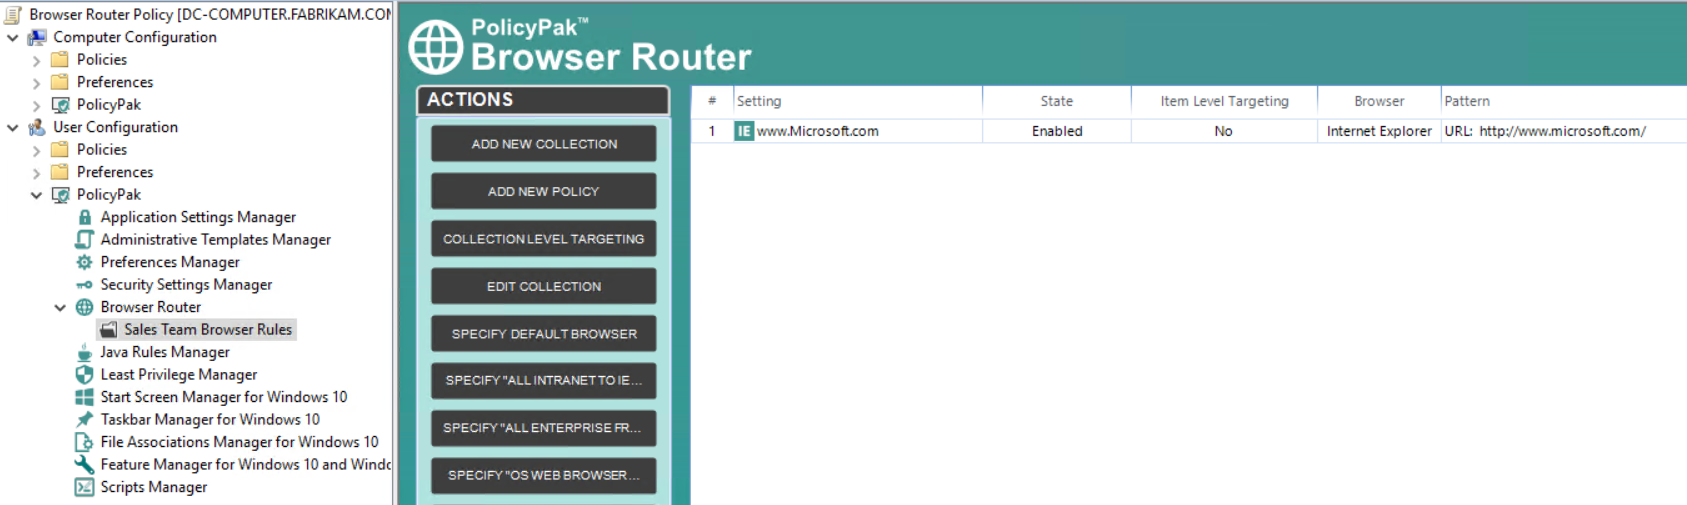 Browser Router Policy [DC-COMPUTER.FABRIKAM.CON
Computer Configuration
Policies
Preferences
PolicyPak
User Configuration
Policies
Preferences
PolicyPak
Application Settings Manager
Administrative Templates Manager
Preferences Manager
Security Settings Manager
Browser Router
Sales Team Browser Rules
Java Rules Manager
Least Privilege Manager
Start Screen Manager for Windows 10
Taskbar Manager for Windows 10
File Associations Manager for Windows 10
Feature Manager for Windows 10 and Windo
Scripts Manager
PolicyPak™
Browser Router
ACTIONS
ADD NEW COLLECTION
ADD NEW POLICY
COLLECTION LEVEL TARGETING
EDIT COLLECTION
SPECIFY DEFAULT BROWSER
SPECIFY "ALL INTRANET TO IE...
SPECIFY "ALL ENTERPRISE FR...
SPECIFY "OS WEB BROWSER...
# Setting State Item Level Targeting Browser Pattern
1 IE www.Microsoft.com Enabled No Internet Explorer URL: http://www.microsoft.com/